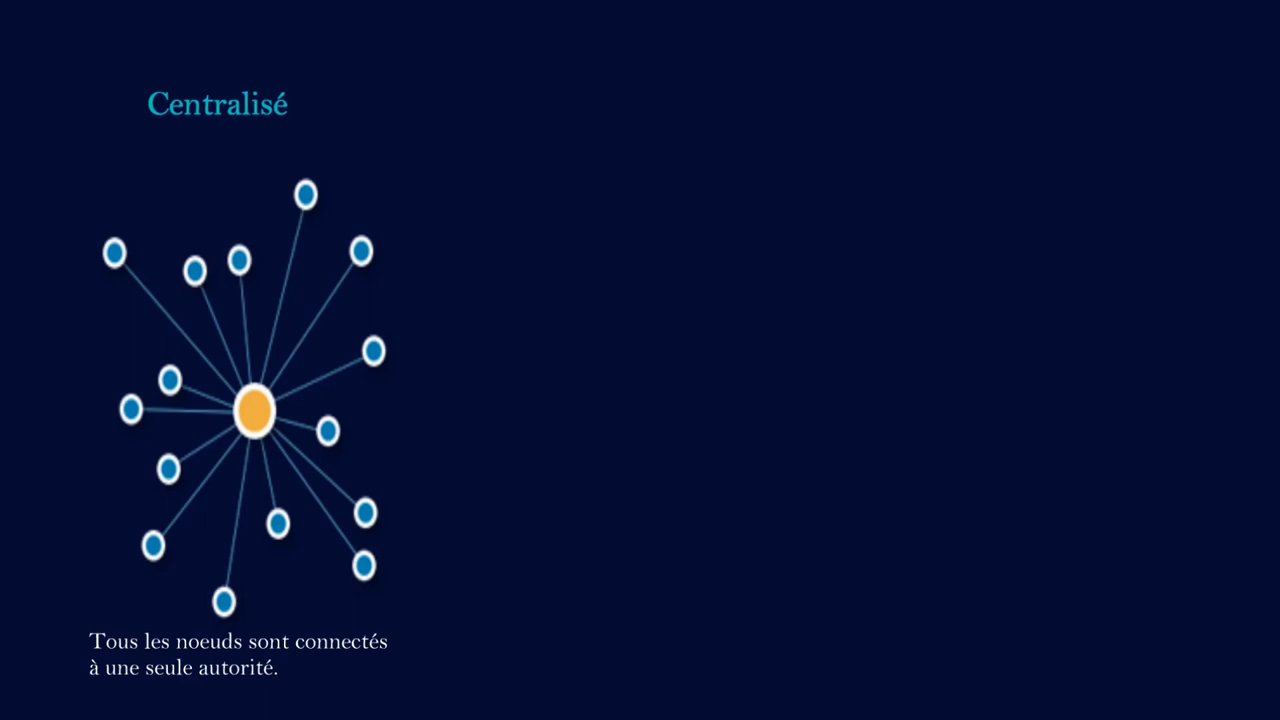 Centralisé
Tous les noeuds sont connectés
à une seule autorité.